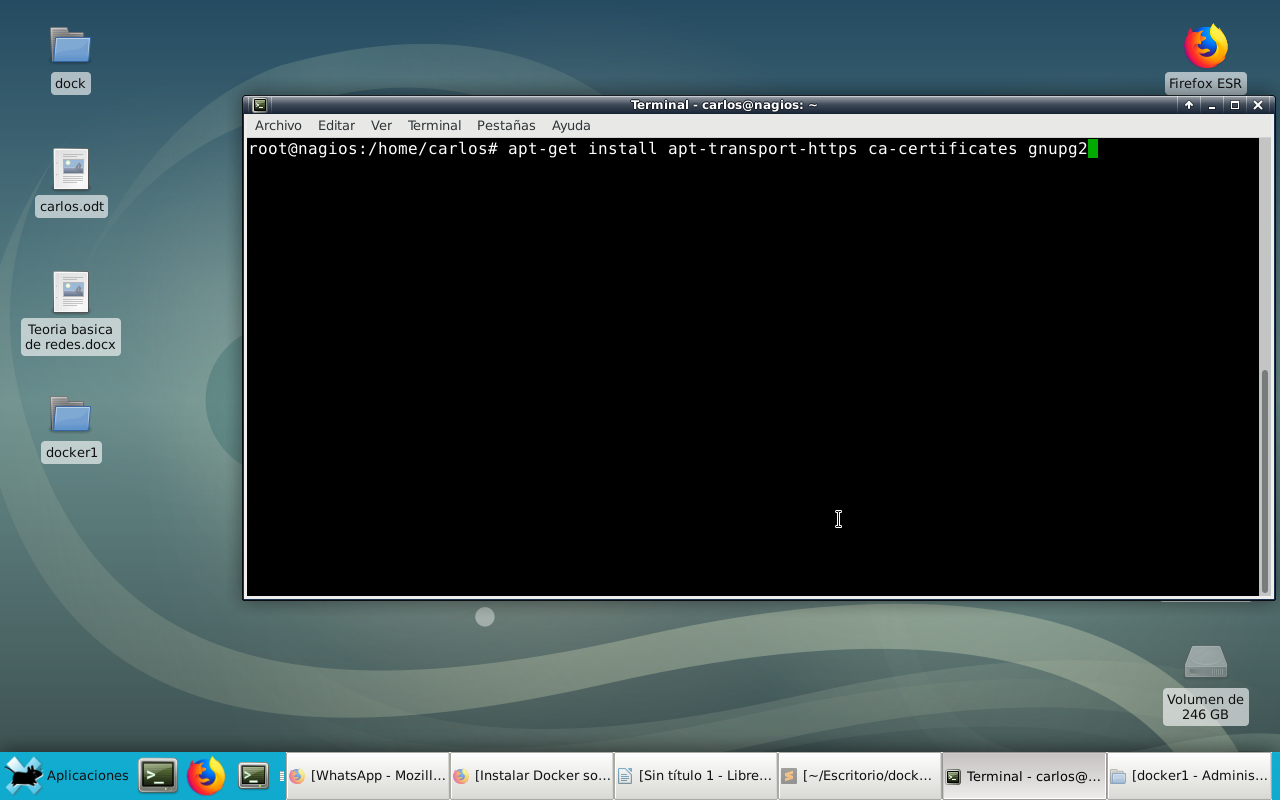 dock
Firefox ESR
Terminal - carlos@nagios: ~
Archivo Editar Ver Terminal Pestañas Ayuda
root@nagios:/home/carlos# apt-get install apt-transport-https ca-certificates gnupg2
carlos.odt
Teoria basica
de redes.docx
docker1
Volumen de
246 GB
Aplicaciones
[WhatsApp - Mozill...
[Instalar Docker so...
[Sin título 1 - Libre...
[~/Escritorio/dock...
Terminal - carlos@...
[docker1 - Adminis...